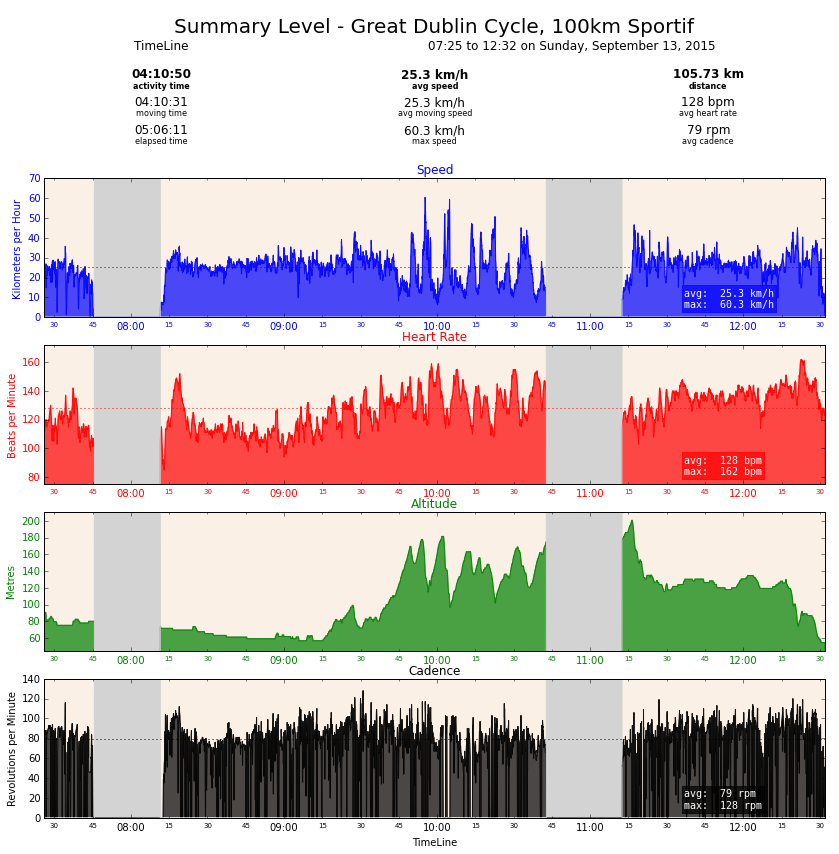 Summary Level - Great Dublin Cycle, 100km Sportif
TimeLine 07:25 to 12:32 on Sunday, September 13, 2015
04:10:50 25.3 km/h 105.73 km
activity time avg speed distance
04:10:31 25.3 km/h 128 bpm
moving time avg moving speed avg heart rate
05:06:11 60.3 km/h 79 rpm
elapsed time max speed avg cadence
Speed
Kilometers per Hour
70
60
50
40
30
20
10
0
avg: 25.3 km/h
max: 60.3 km/h
30 45 08:00 15 30 45 09:00 15 30 45 10:00 15 30 45 11:00 15 30 45 12:00 15 30
Heart Rate
Beats per Minute
160
140
120
100
80
avg: 128 bpm
max: 162 bpm
30 45 08:00 15 30 45 09:00 15 30 45 10:00 15 30 45 11:00 15 30 45 12:00 15 30
Altitude
Metres
200
180
160
140
120
100
80
60
30 45 08:00 15 30 45 09:00 15 30 45 10:00 15 30 45 11:00 15 30 45 12:00 15 30
Cadence
Revolutions per Minute
140
120
100
80
60
40
20
0
avg: 79 rpm
max: 128 rpm
30 45 08:00 15 30 45 09:00 15 30 45 10:00 15 30 45 11:00 15 30 45 12:00 15 30
TimeLine